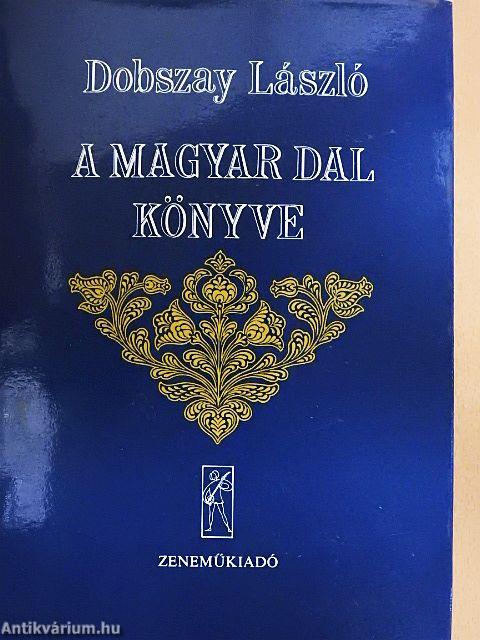 Dobszay László
A MAGYAR DAL
KÖNYVE
ZENEMŰKIADÓ
Antikvárium.hu